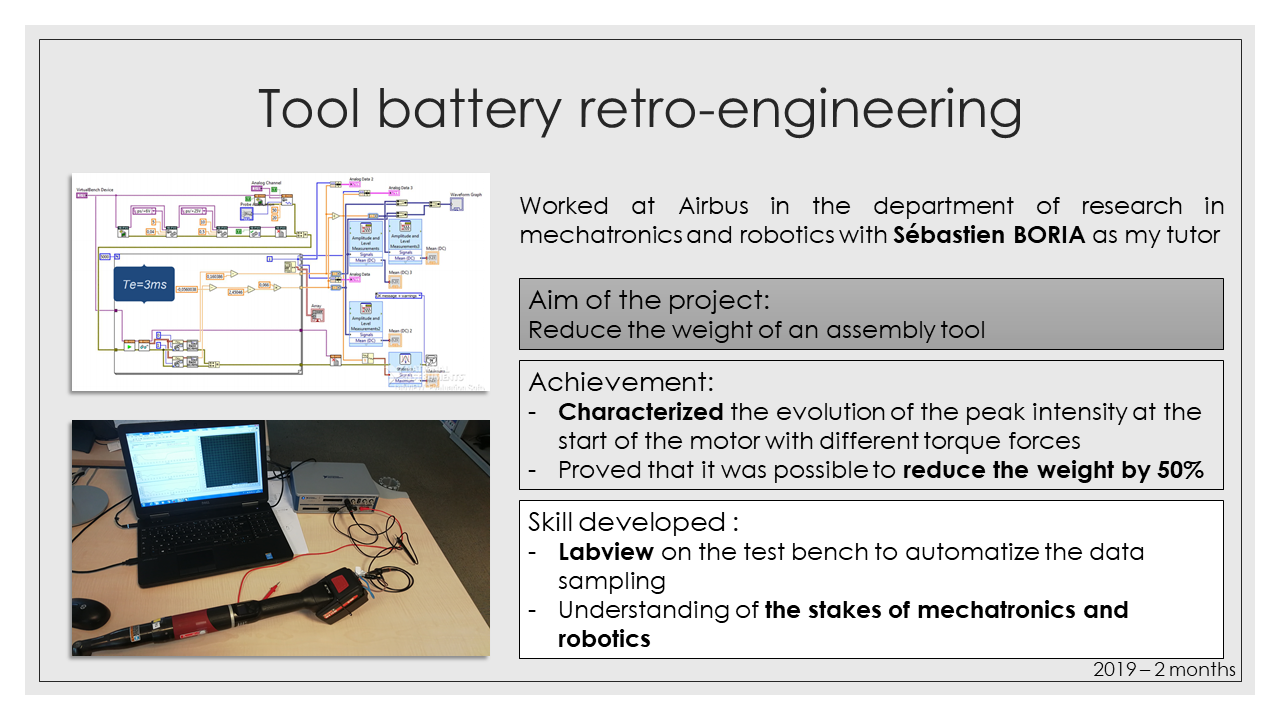 Tool battery retro-engineering
VirtualBench Device
Analog Channel
Analog Data 2
Analog Data 3
Waveform Graph
Amplitude and
Level
Measurements
Signals
Mean (DC)
Amplitude and
Level
Measurements3
Signals
Mean (DC)
Mean (DC)
Mean (DC) 3
Analog Data
Te=3ms
Array
Amplitude and
Level
Measurements2
Signals
Mean (DC)
Mean (DC) 2
Signals
Maximum
Worked at Airbus in the department of research in
mechatronics and robotics with Sébastien BORIA as my tutor
Aim of the project:
Reduce the weight of an assembly tool
Achievement:
- Characterized the evolution of the peak intensity at the
start of the motor with different torque forces
- Proved that it was possible to reduce the weight by 50%
Skill developed :
- Labview on the test bench to automatize the data
sampling
- Understanding of the stakes of mechatronics and
robotics
2019 – 2 months